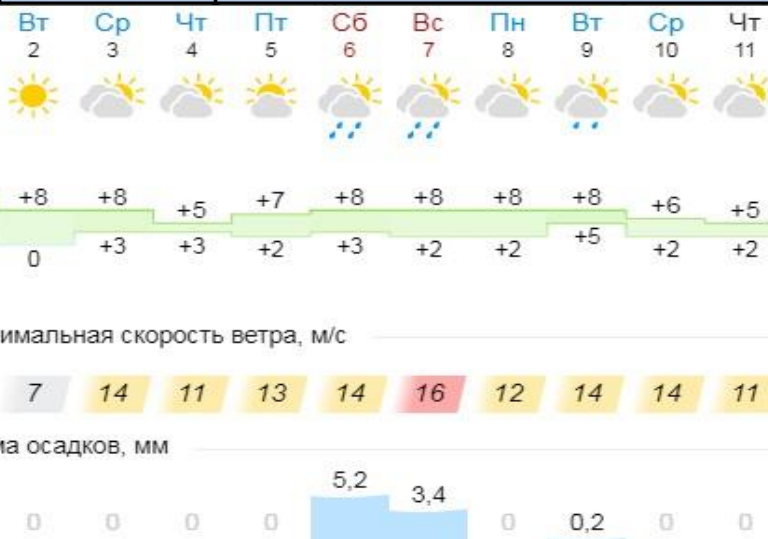 Вт Ср Чт Пт Сб Вс Пн Вт Ср Чт
2 3 4 5 6 7 8 9 10 11
+8 +8 +5 +7 +8 +8 +8 +8 +6 +5
0 +3 +3 +2 +3 +2 +2 +5 +2 +2
имальная скорость ветра, м/с
7 14 11 13 14 16 12 14 14 11
ма осадков, мм
5,2 3,4
0 0 0 0 0 0,2 0 0